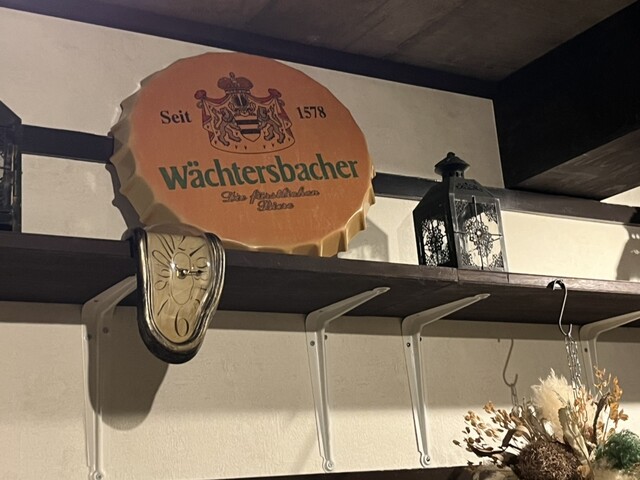 Seit 1578
Wächtersbacher
Die fürstlichen
Biere